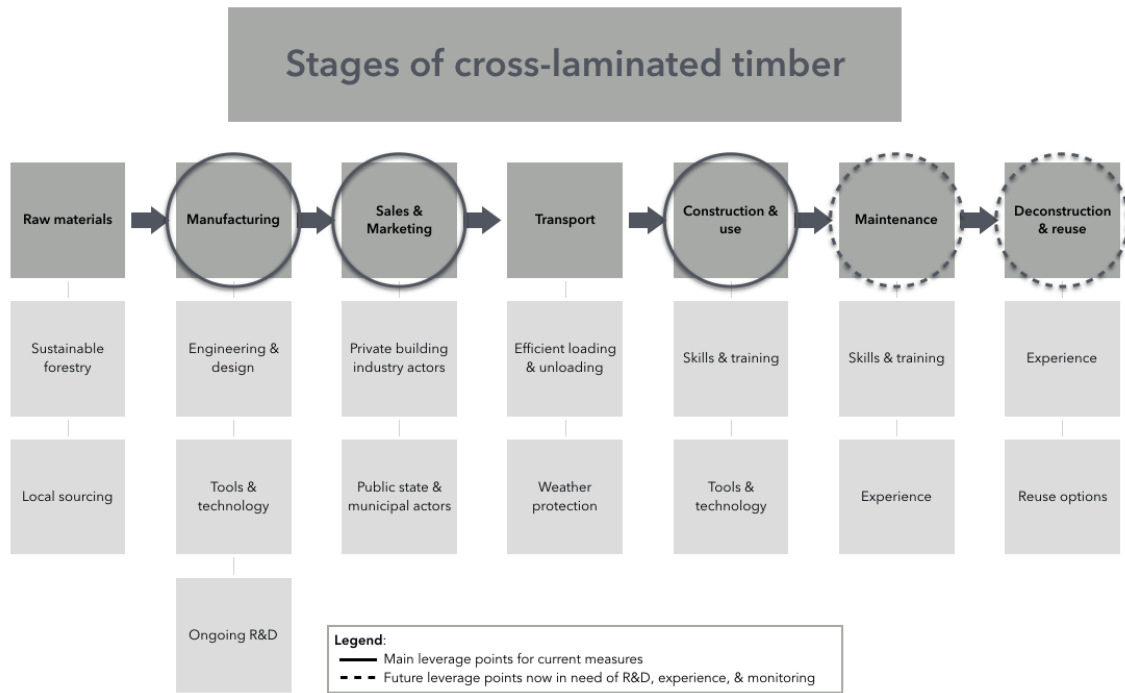 Stages of cross-laminated timber
Raw materials
Manufacturing
Sales &
Marketing
Transport
Construction &
use
Maintenance
Deconstruction
& reuse
Sustainable
forestry
Engineering &
design
Private building
industry actors
Efficient loading
& unloading
Skills & training
Skills & training
Experience
Local sourcing
Tools &
technology
Public state &
municipal actors
Weather
protection
Tools &
technology
Experience
Reuse options
Ongoing R&D
Legend:
Main leverage points for current measures
Future leverage points now in need of R&D, experience, & monitoring